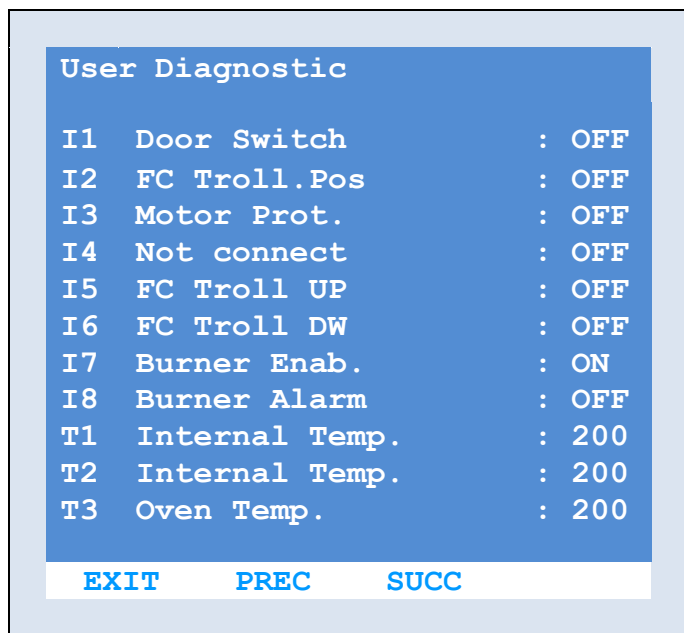 User Diagnostic
I1 Door Switch : OFF
I2 FC Troll.Pos : OFF
I3 Motor Prot. : OFF
I4 Not connect : OFF
I5 FC Troll UP : OFF
I6 FC Troll DW : OFF
I7 Burner Enab. : ON
I8 Burner Alarm : OFF
T1 Internal Temp. : 200
T2 Internal Temp. : 200
T3 Oven Temp. : 200
EXIT PREC SUCC